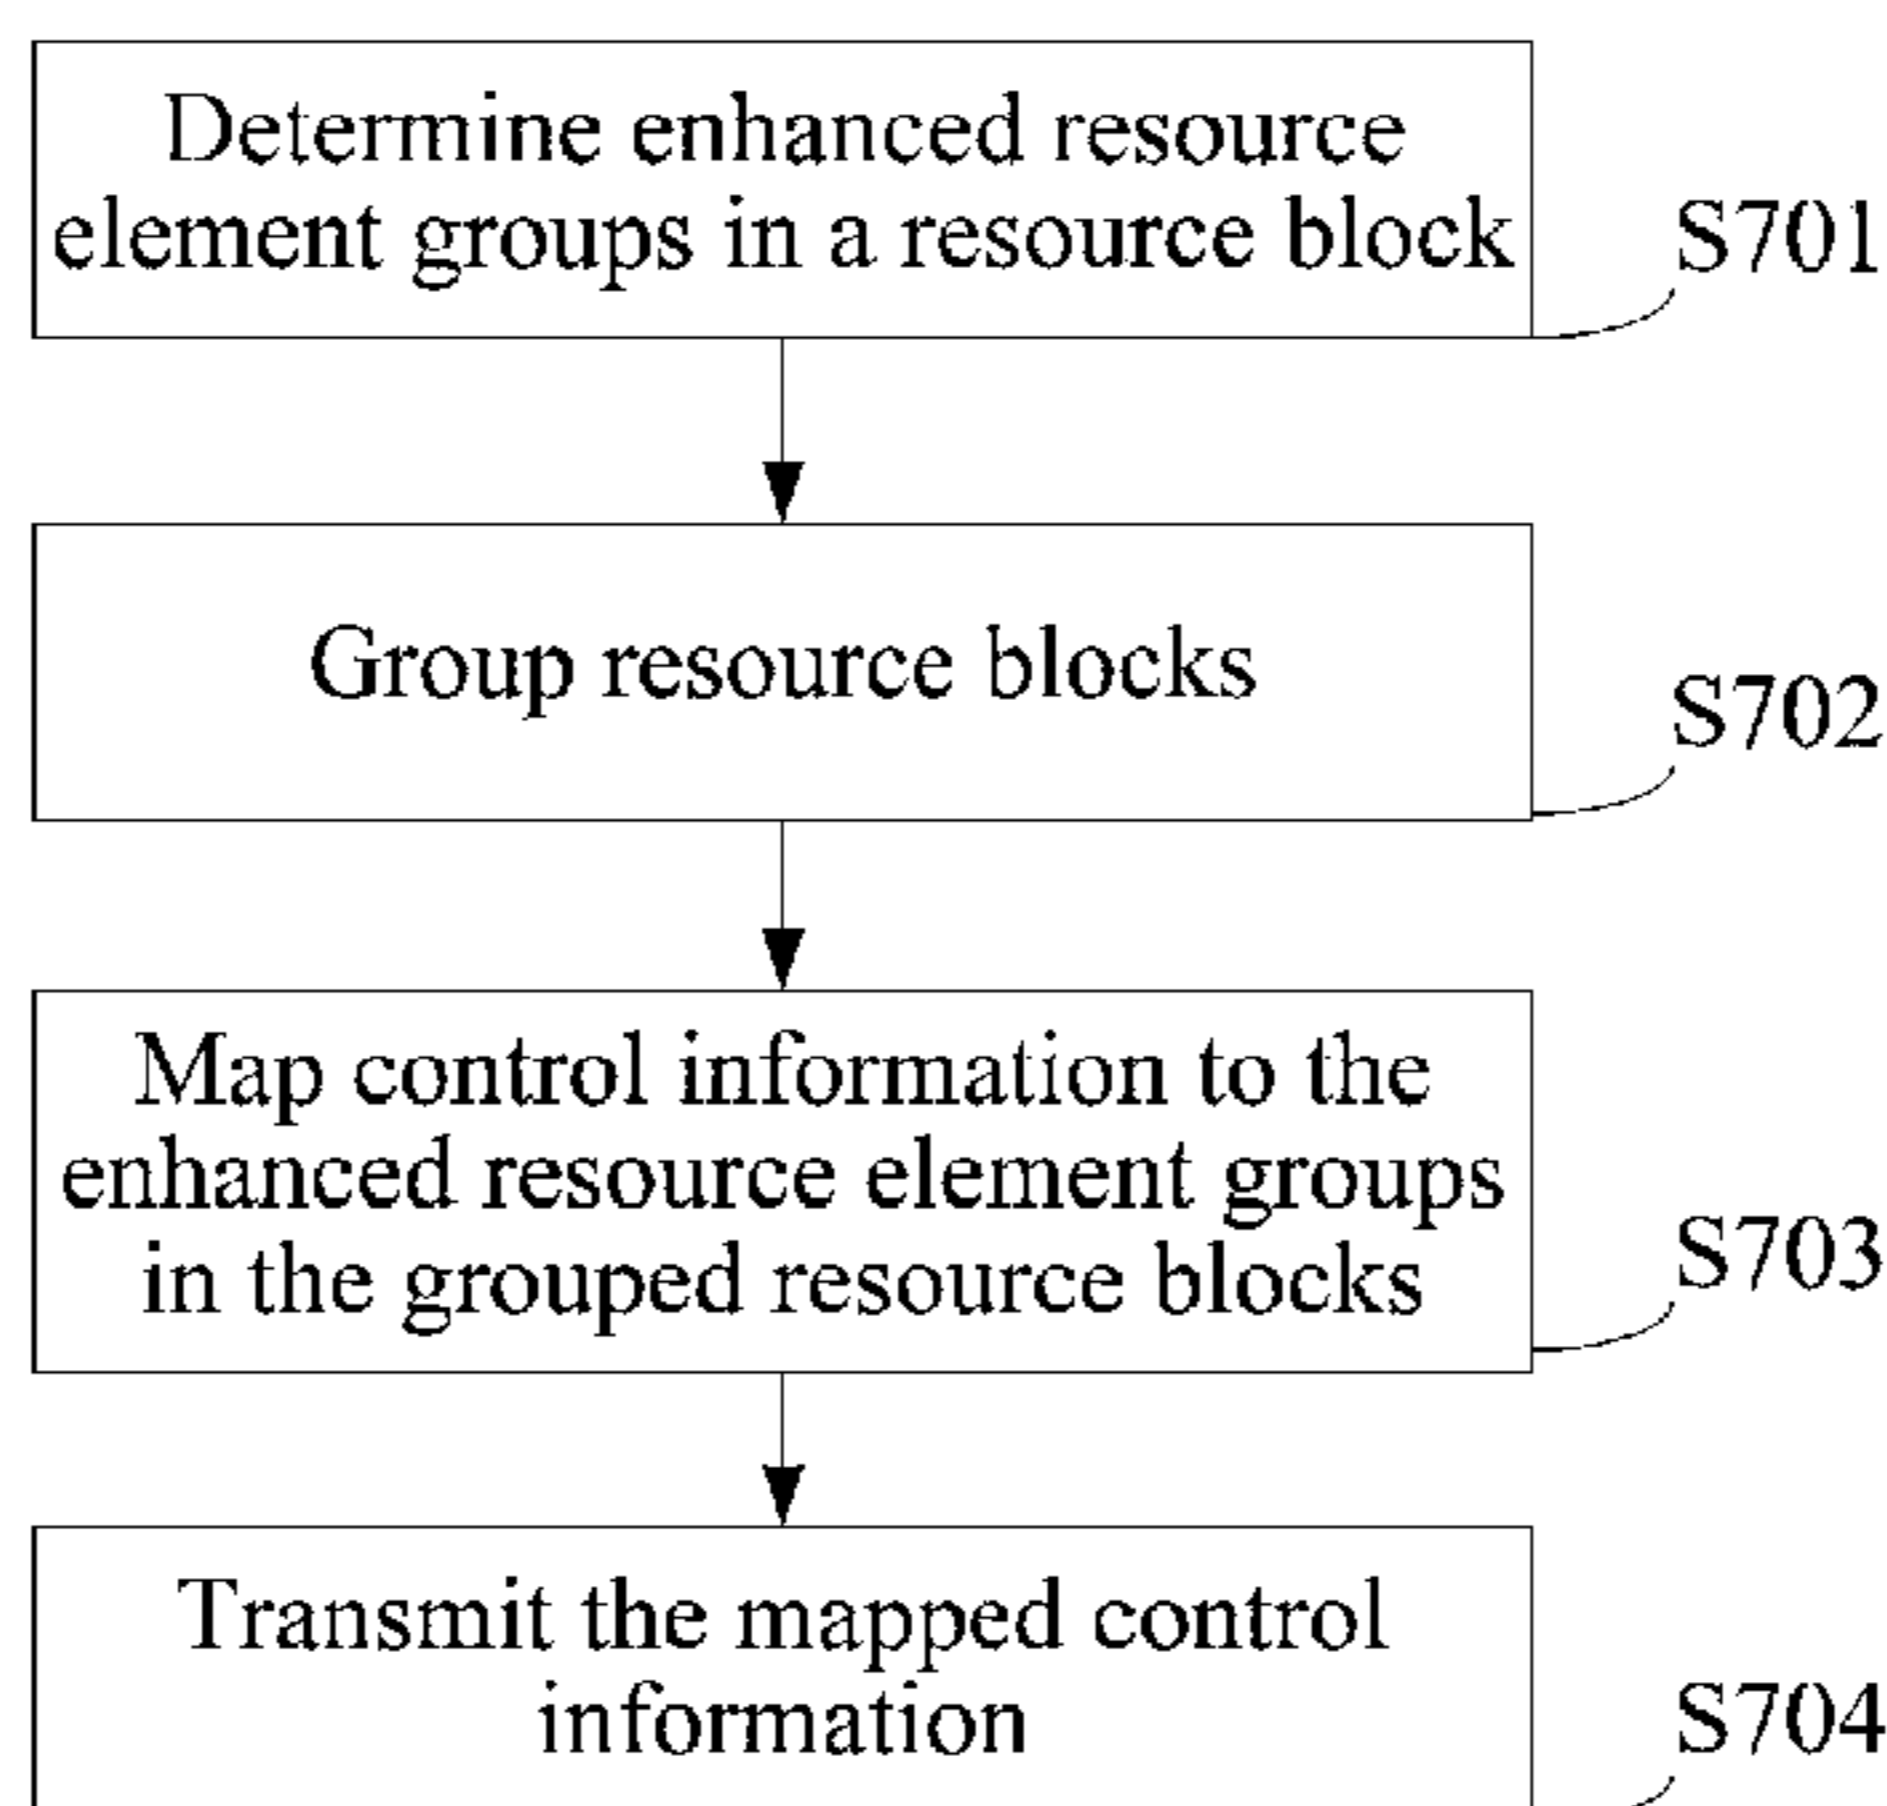 Determine enhanced resource
element groups in a resource block
S701
Group resource blocks
S702
Map control information to the
enhanced resource element groups
in the grouped resource blocks
S703
Transmit the mapped control
information
S704